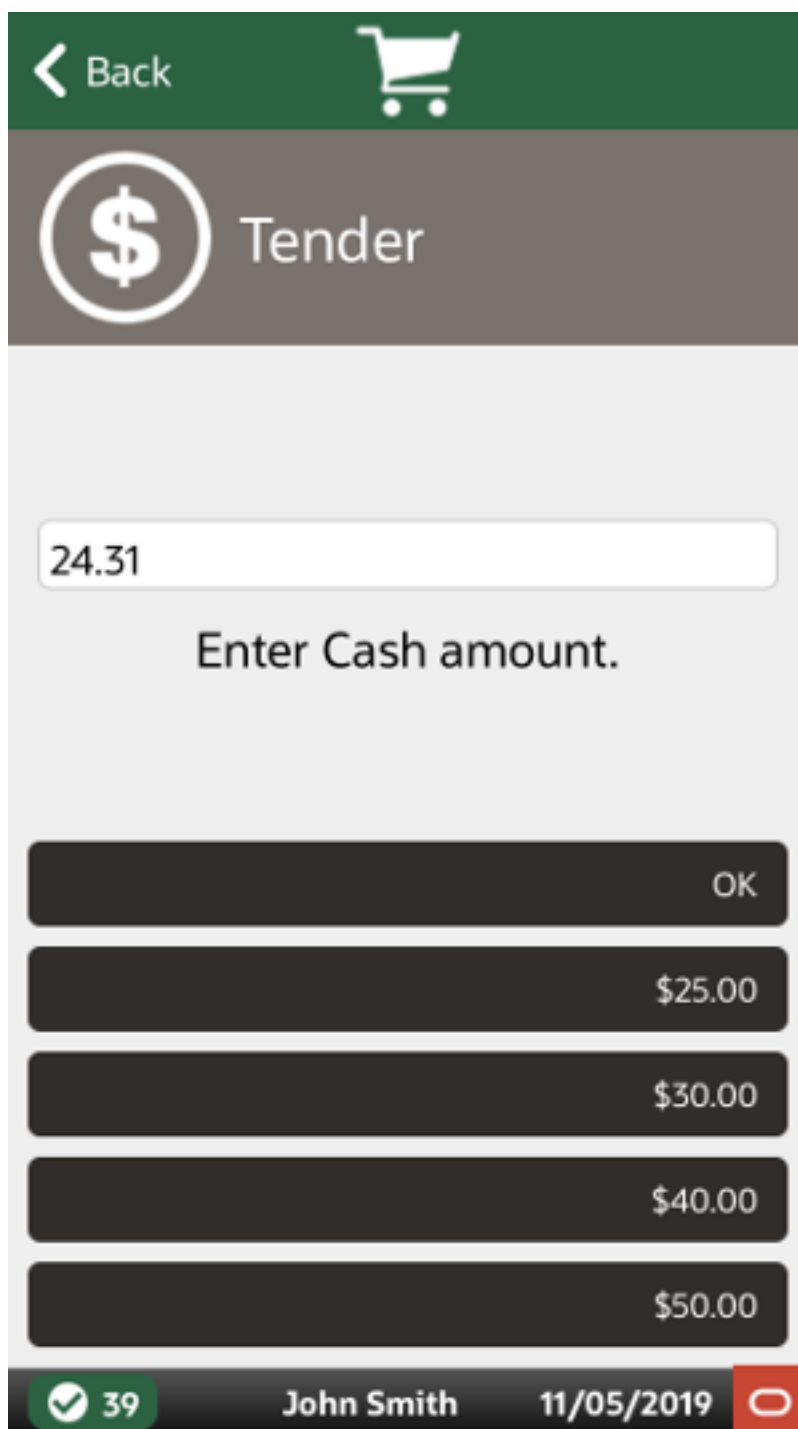 Back
$ Tender
24.31
Enter Cash amount.
OK
$25.00
$30.00
$40.00
$50.00
39 John Smith 11/05/2019